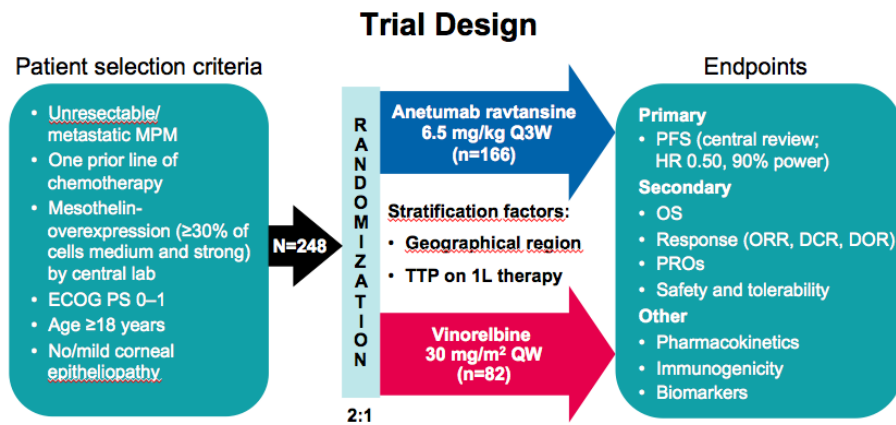 Trial Design
Patient selection criteria
• Unresectable/
metastatic MPM
• One prior line of
chemotherapy
• Mesothelin-
overexpression (≥30% of
cells medium and strong)
by central lab
• ECOG PS 0–1
• Age ≥18 years
• No/mild corneal
epitheliopathy
N=248
RANDOMIZATION
2:1
Anetumab ravtansine
6.5 mg/kg Q3W
(n=166)
Stratification factors:
• Geographical region
• TTP on 1L therapy
Vinorelbine
30 mg/m² QW
(n=82)
Endpoints
Primary
• PFS (central review;
HR 0.50, 90% power)
Secondary
• OS
• Response (ORR, DCR, DOR)
• PROs
• Safety and tolerability
Other
• Pharmacokinetics
• Immunogenicity
• Biomarkers